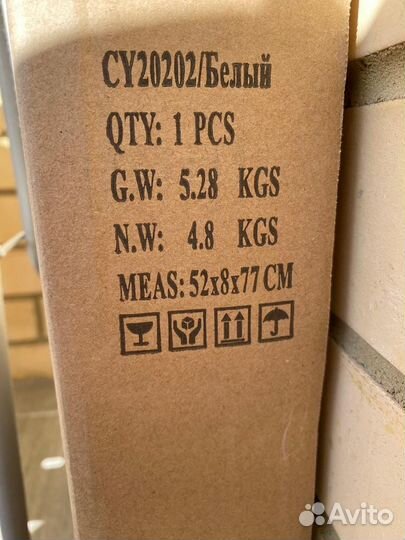 CY20202/Белый
QTY: 1 PCS
G.W: 5.28 KGS
N.W: 4.8 KGS
MEAS: 52x8x77 CM
Avito